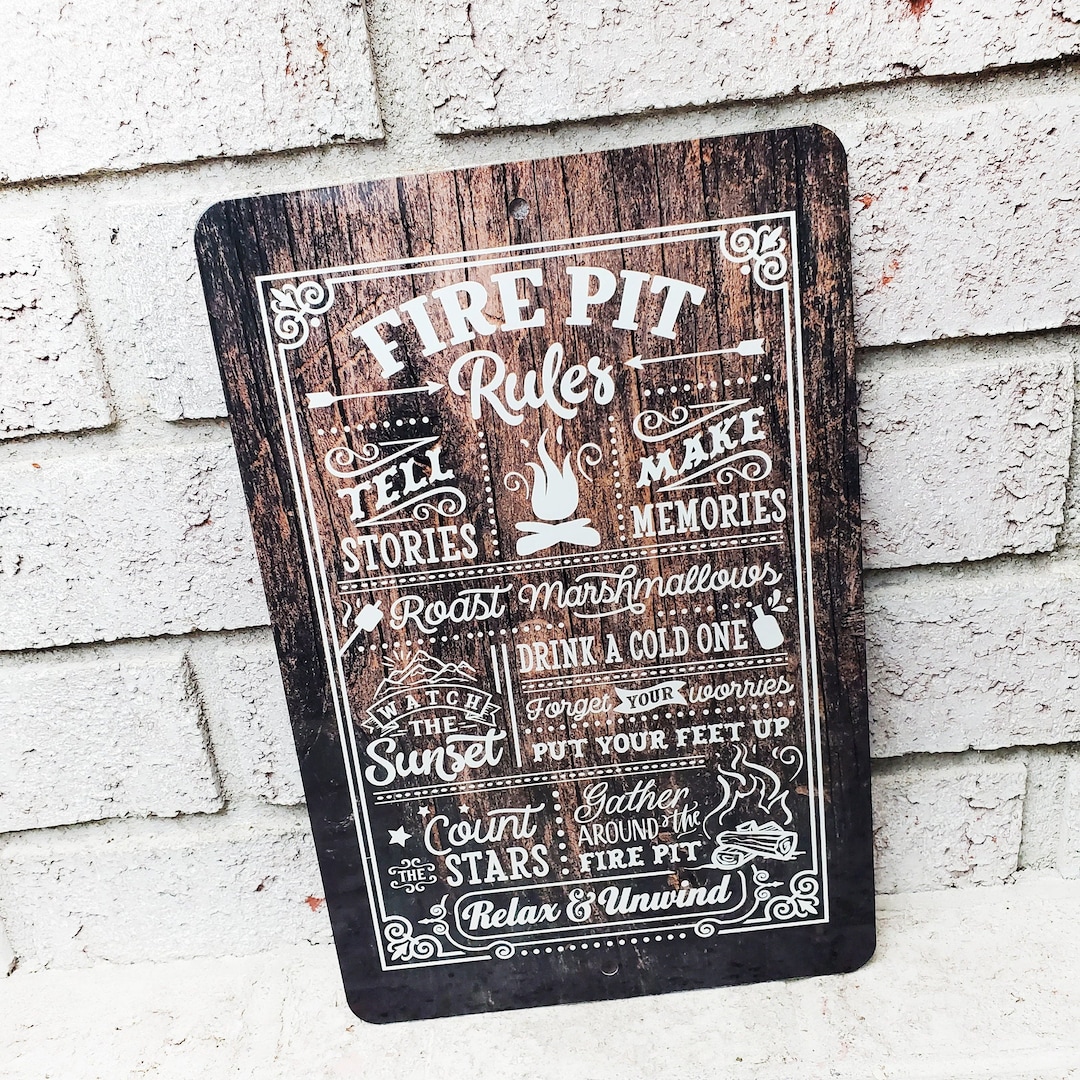 FIRE PIT
Rules
TELL
STORIES
MAKE
MEMORIES
Roast Marshmallows
DRINK A COLD ONE
WATCH
THE
Sunset
Forget YOUR worries
PUT YOUR FEET UP
Count
THE STARS
Gather
AROUND the
FIRE PIT
Relax & Unwind